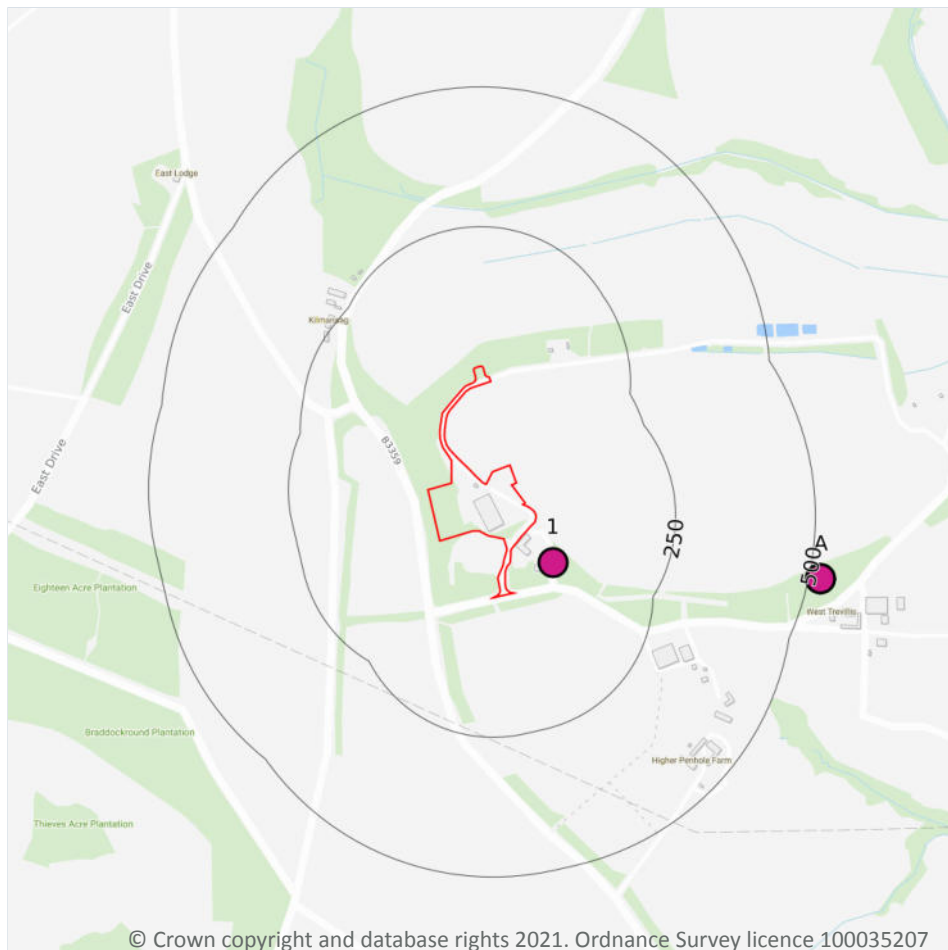 East Lodge
East Drive
Kilmansag
B3359
East Drive
1
250
A
500
West Trevillis
Eighteen Acre Plantation
Braddockround Plantation
Higher Penhole Farm
Thieves Acre Plantation
© Crown copyright and database rights 2021. Ordnance Survey licence 100035207